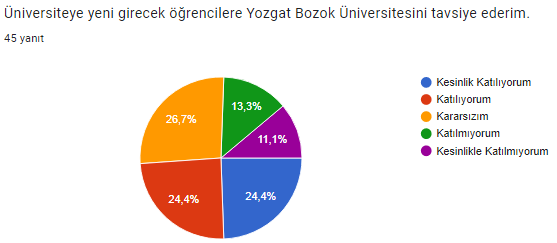 Üniversiteye yeni girecek öğrencilere Yozgat Bozok Üniversitesini tavsiye ederim.
45 yanıt
Kesinlik Katılıyorum
Katılıyorum
Kararsızım
Katılmıyorum
Kesinlikle Katılmıyorum
13,3%
26,7%
11,1%
24,4%
24,4%